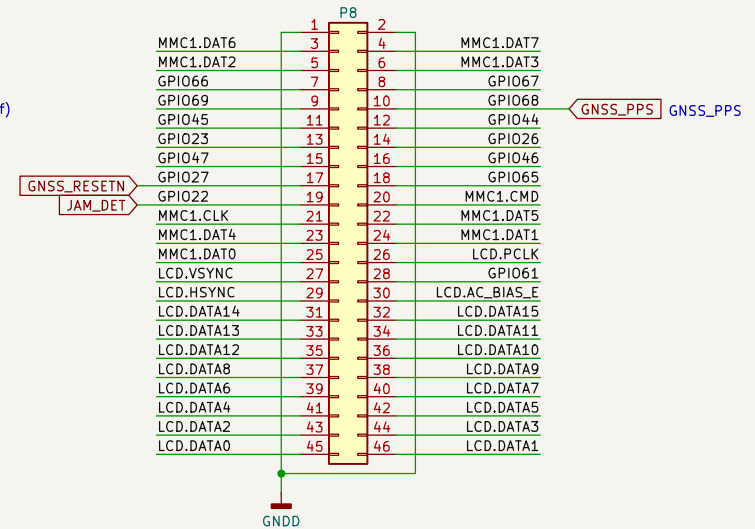 P8
1 2
MMC1.DAT6 3 4 MMC1.DAT7
MMC1.DAT2 5 6 MMC1.DAT3
GPIO66 7 8 GPIO67
f) GPIO69 9 10 GPIO68 GNSS_PPS GNSS_PPS
GPIO45 11 12 GPIO44
GPIO23 13 14 GPIO26
GPIO47 15 16 GPIO46
GNSS_RESETN GPIO27 17 18 GPIO65
JAM_DET GPIO22 19 20 MMC1.CMD
MMC1.CLK 21 22 MMC1.DAT5
MMC1.DAT4 23 24 MMC1.DAT1
MMC1.DAT0 25 26 LCD.PCLK
LCD.VSYNC 27 28 GPIO61
LCD.HSYNC 29 30 LCD.AC_BIAS_E
LCD.DATA14 31 32 LCD.DATA15
LCD.DATA13 33 34 LCD.DATA11
LCD.DATA12 35 36 LCD.DATA10
LCD.DATA8 37 38 LCD.DATA9
LCD.DATA6 39 40 LCD.DATA7
LCD.DATA4 41 42 LCD.DATA5
LCD.DATA2 43 44 LCD.DATA3
LCD.DATA0 45 46 LCD.DATA1
GNDD